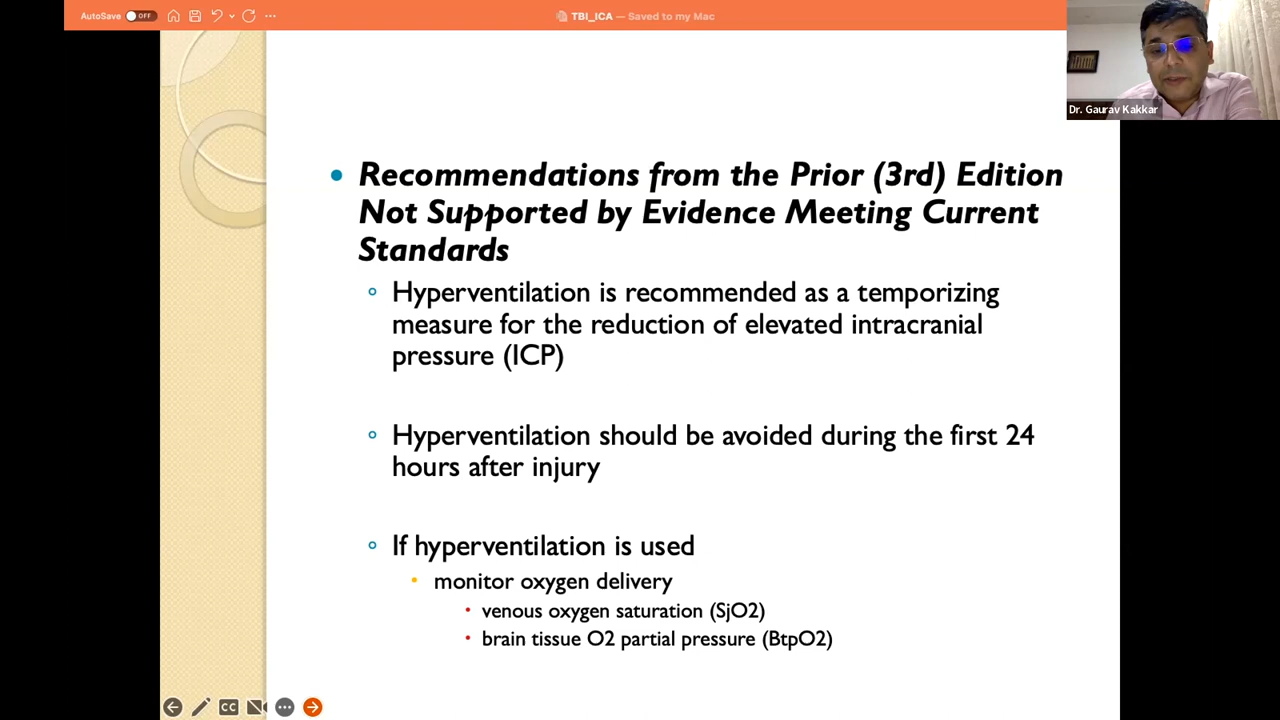 AutoSave OFF
TBI_ICA — Saved to my Mac
Dr. Gaurav Kakkar
Recommendations from the Prior (3rd) Edition
Not Supported by Evidence Meeting Current
Standards
Hyperventilation is recommended as a temporizing
measure for the reduction of elevated intracranial
pressure (ICP)
Hyperventilation should be avoided during the first 24
hours after injury
If hyperventilation is used
monitor oxygen delivery
venous oxygen saturation (SjO2)
brain tissue O2 partial pressure (BtpO2)
CC